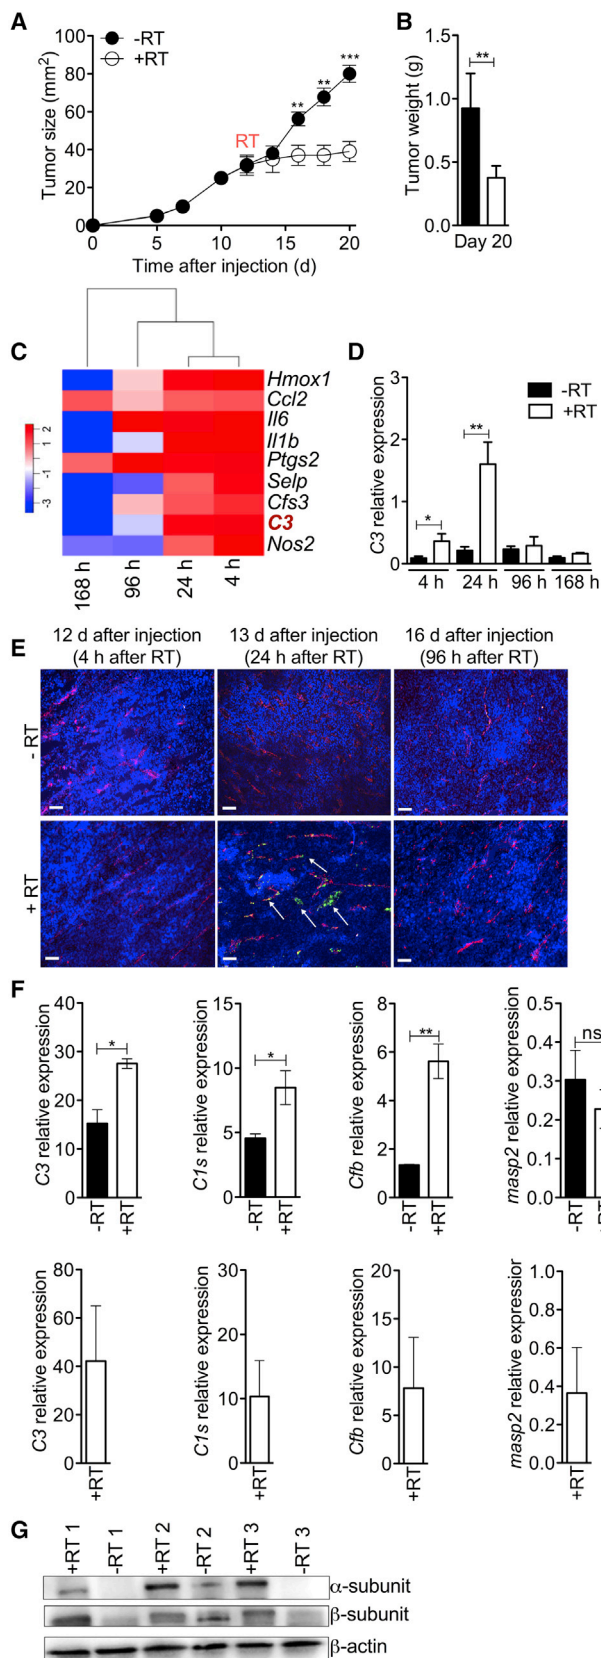 A
-RT
+RT
Tumor size (mm2)
100
80
60
40
20
0
RT
**
**
***
0 5 10 15 20
Time after injection (d)
B
Tumor weight (g)
1.5
1.0
0.5
0.0
**
Day 20
C
2
1
-1
-3
Hmox1
Ccl2
Il6
Il1b
Ptgs2
Selp
Cfs3
C3
Nos2
168 h
96 h
24 h
4 h
D
C3 relative expression
3
2
1
0
-RT
+RT
*
**
4 h 24 h 96 h 168 h
E
12 d after injection
(4 h after RT)
13 d after injection
(24 h after RT)
16 d after injection
(96 h after RT)
-RT
+ RT
F
C3 relative expression
40
30
20
10
0
*
-RT
+RT
C1s relative expression
15
10
5
0
*
-RT
+RT
Cfb relative expression
8
6
4
2
0
**
-RT
+RT
masp2 relative expression
0.5
0.4
0.3
0.2
0.1
0.0
ns
-RT
+RT
C3 relative expression
80
60
40
20
0
+RT
C1s relative expression
30
20
10
0
+RT
Cfb relative expression
20
15
10
5
0
+RT
masp2 relative expressior
1.0
0.8
0.6
0.4
0.2
0.0
+RT
G
+RT 1
-RT 1
+RT 2
-RT 2
+RT 3
-RT 3
α-subunit
β-subunit
β-actin